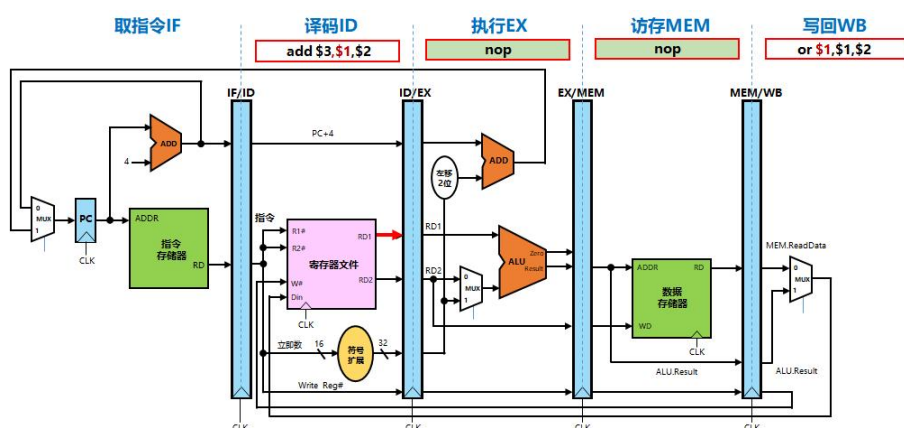 取指令IF
译码ID
执行EX
访存MEM
写回WB
add $3,$1,$2
nop
nop
or $1,$1,$2
IF/ID
ID/EX
EX/MEM
MEM/WB
PC+4
ADD
4
ADD
左移
2位
0
MUX
1
PC
CLK
ADDR
指令
存储器
RD
指令
R1#
R2#
W#
Din
寄存器文件
RD1
RD2
CLK
RD1
RD2
0
MUX
1
ALU
Zero
Result
ADDR
RD
数据
存储器
WD
CLK
MEM.ReadData
0
MUX
1
ALU.Result
ALU.Result
立即数
16
符号
扩展
32
Write Reg#
CLK
CLK
CLK
CLK